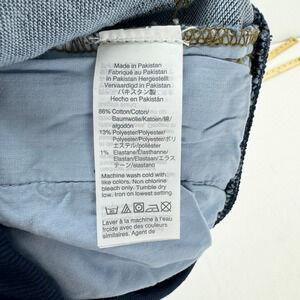 Made in Pakistan
Fabriqué au Pakistan
In Pakistan Hergestellt
Vervaardigd in Pakistan
パキスタン製
Hecho en Pakistán
86% Cotton/Coton/
Baumwolle/Katoen/綿/
algodón
13% Polyester/Polyester/
Polyester/Polyester/ポリ
エステル/poliéster
1% Elastane/Élasthanne/
Elastan/Elastaan/エラス
テーン/elastano
Machine wash cold with
like colors. Non chlorine
bleach only. Tumble dry
low. Iron on lowest setting
Laver à la machine à l'eau
froide avec des couleurs
similaires. Agent de